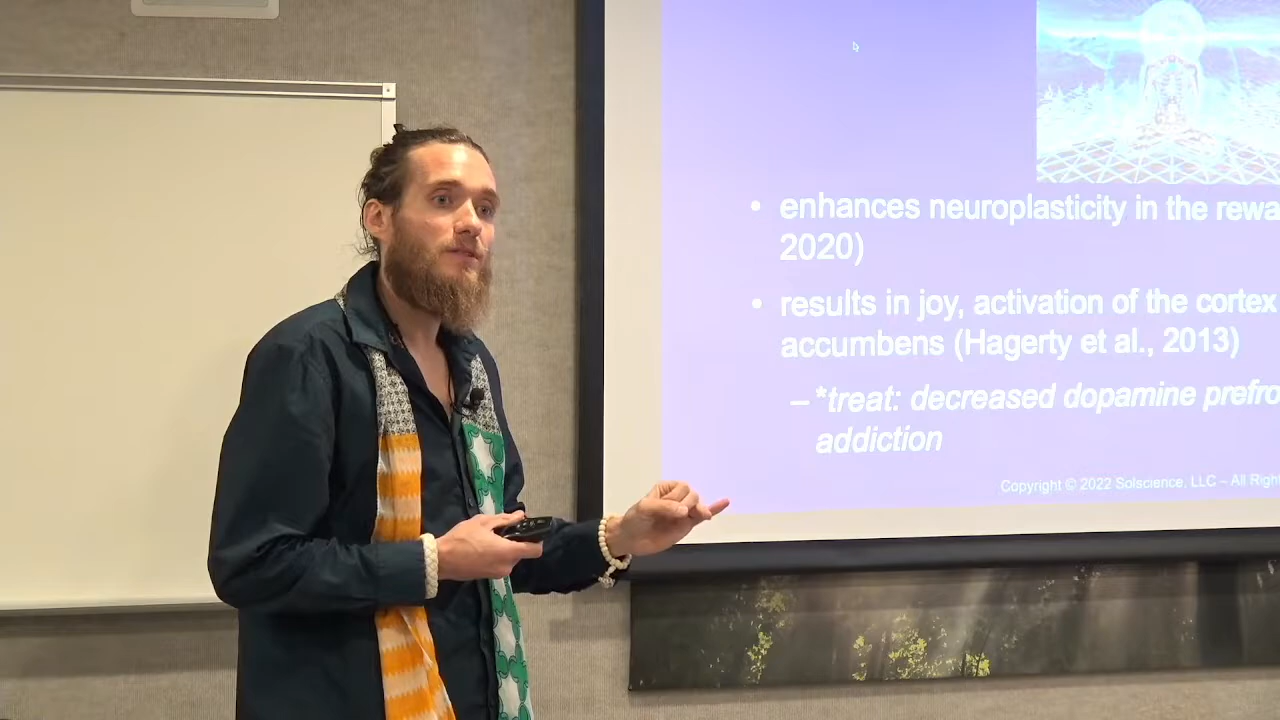 • enhances neuroplasticity in the rewa
2020)
• results in joy, activation of the cortex
accumbens (Hagerty et al., 2013)
– *treat: decreased dopamine prefro
addiction
Copyright © 2022 Solscience, LLC – All Righ